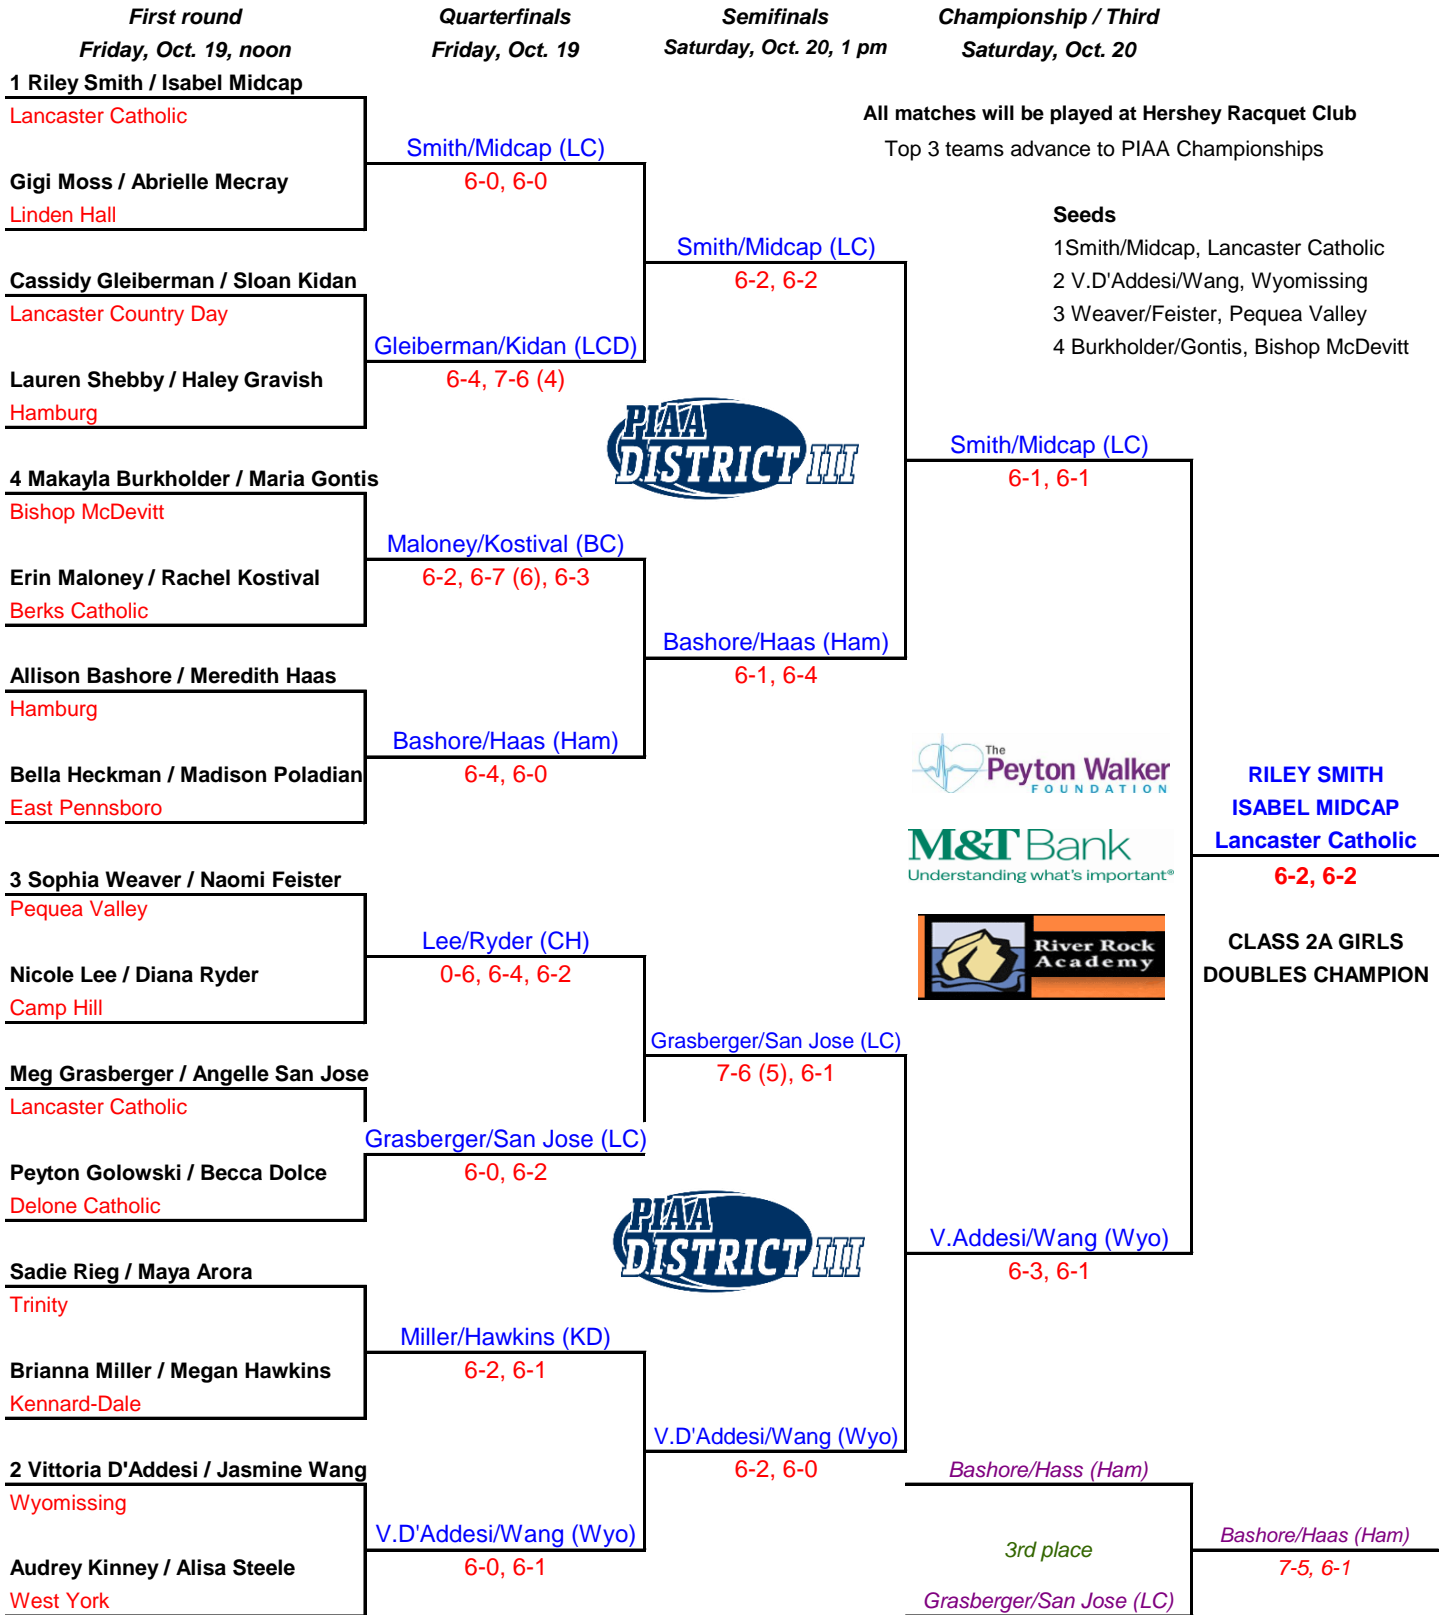 First round Quarterfinals Semifinals Championship / Third
Friday, Oct. 19, noon Friday, Oct. 19 Saturday, Oct. 20, 1 pm Saturday, Oct. 20
1 Riley Smith / Isabel Midcap
Lancaster Catholic
All matches will be played at Hershey Racquet Club
Smith/Midcap (LC)
Top 3 teams advance to PIAA Championships
Gigi Moss / Abrielle Mecray
6-0, 6-0
Linden Hall
Seeds
Smith/Midcap (LC)
1Smith/Midcap, Lancaster Catholic
Cassidy Gleiberman / Sloan Kidan
6-2, 6-2
2 V.D'Addesi/Wang, Wyomissing
Lancaster Country Day
3 Weaver/Feister, Pequea Valley
Gleiberman/Kidan (LCD)
4 Burkholder/Gontis, Bishop McDevitt
Lauren Shebby / Haley Gravish
6-4, 7-6 (4)
Hamburg
PIAA
DISTRICT III
Smith/Midcap (LC)
4 Makayla Burkholder / Maria Gontis
6-1, 6-1
Bishop McDevitt
Maloney/Kostival (BC)
Erin Maloney / Rachel Kostival
6-2, 6-7 (6), 6-3
Berks Catholic
Bashore/Haas (Ham)
Allison Bashore / Meredith Haas
6-1, 6-4
Hamburg
Bashore/Haas (Ham)
The
Peyton Walker
FOUNDATION
Bella Heckman / Madison Poladian
6-4, 6-0
RILEY SMITH
East Pennsboro
ISABEL MIDCAP
M&T Bank
Lancaster Catholic
Understanding what's important®
3 Sophia Weaver / Naomi Feister
6-2, 6-2
Pequea Valley
Lee/Ryder (CH)
River Rock
Academy
CLASS 2A GIRLS
Nicole Lee / Diana Ryder
0-6, 6-4, 6-2
DOUBLES CHAMPION
Camp Hill
Grasberger/San Jose (LC)
Meg Grasberger / Angelle San Jose
7-6 (5), 6-1
Lancaster Catholic
Grasberger/San Jose (LC)
Peyton Golowski / Becca Dolce
6-0, 6-2
Delone Catholic
PIAA
DISTRICT III
V.Addesi/Wang (Wyo)
Sadie Rieg / Maya Arora
6-3, 6-1
Trinity
Miller/Hawkins (KD)
Brianna Miller / Megan Hawkins
6-2, 6-1
Kennard-Dale
V.D'Addesi/Wang (Wyo)
2 Vittoria D'Addesi / Jasmine Wang
6-2, 6-0
Bashore/Hass (Ham)
Wyomissing
V.D'Addesi/Wang (Wyo)
Bashore/Haas (Ham)
3rd place
Audrey Kinney / Alisa Steele
6-0, 6-1
7-5, 6-1
West York
Grasberger/San Jose (LC)